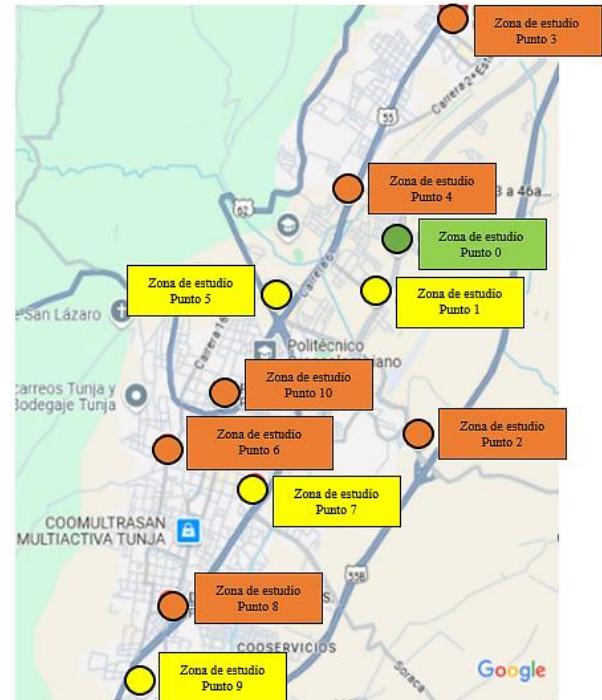 Zona de estudio
Punto 3
Carrera 2
55
Zona de estudio
Punto 4
3 a 46a...
62
Zona de estudio
Punto 0
Zona de estudio
Punto 5
Carrera 6
Zona de estudio
Punto 1
San Lázaro
Carrera 16
Politécnico
Zona de estudio
Punto 10
carreos Tunja y
Bodegaje Tunja
Zona de estudio
Punto 2
Zona de estudio
Punto 6
Zona de estudio
Punto 7
COOMULTRASAN
MULTIACTIVA TUNJA
55B
Zona de estudio
Punto 8
S.
COOSERVICIOS
Soraca
Google
Zona de estudio
Punto 9